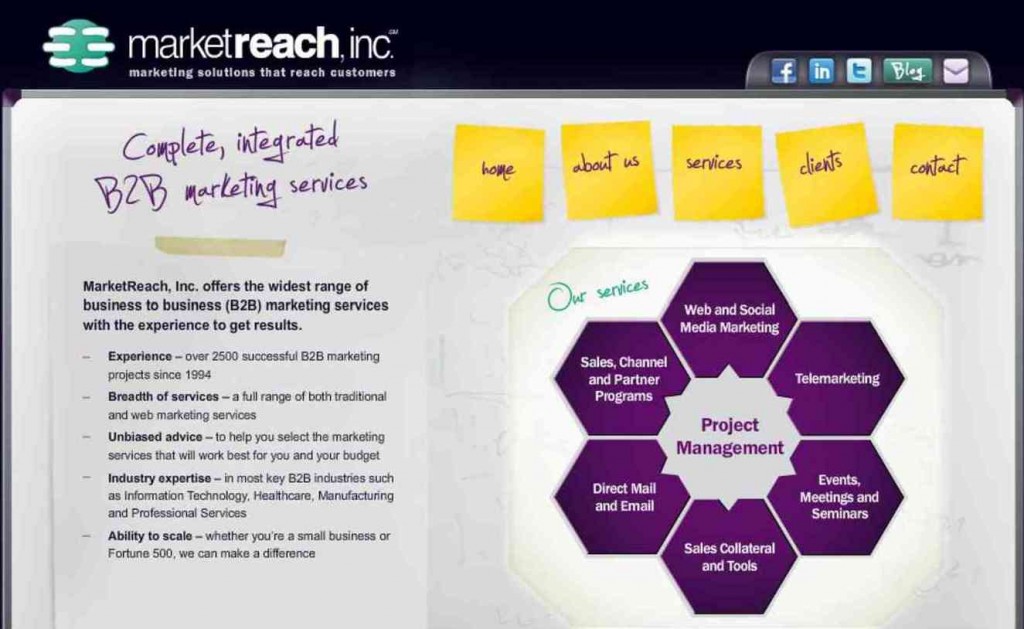 marketreach, inc.℠
marketing solutions that reach customers
Blog
Complete, integrated
B2B marketing services
home
about us
services
clients
contact
MarketReach, Inc. offers the widest range of
business to business (B2B) marketing services
with the experience to get results.
– Experience – over 2500 successful B2B marketing
projects since 1994
– Breadth of services – a full range of both traditional
and web marketing services
– Unbiased advice – to help you select the marketing
services that will work best for you and your budget
– Industry expertise – in most key B2B industries such
as Information Technology, Healthcare, Manufacturing
and Professional Services
– Ability to scale – whether you're a small business or
Fortune 500, we can make a difference
Our services
Web and Social
Media Marketing
Sales, Channel
and Partner
Programs
Telemarketing
Project
Management
Direct Mail
and Email
Events,
Meetings and
Seminars
Sales Collateral
and Tools